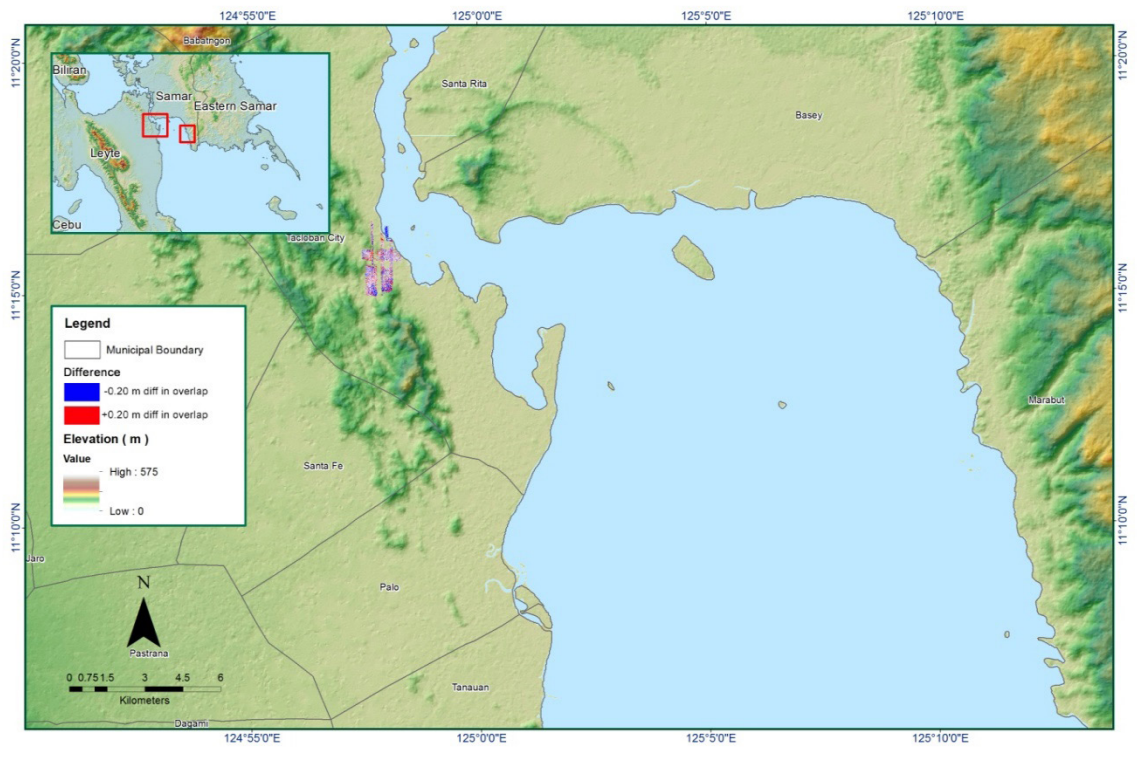 124°55'0"E
125°0'0"E
125°5'0"E
125°10'0"E
11°20'0"N
11°15'0"N
11°10'0"N
11°20'0"N
11°15'0"N
11°10'0"N
Babatngon
Santa Rita
Basey
Biliran
Samar
Eastern Samar
Leyte
Cebu
Tacloban City
Legend
Municipal Boundary
Difference
-0.20 m diff in overlap
+0.20 m diff in overlap
Elevation ( m )
Value
High : 575
Low : 0
Marabut
Santa Fe
Jaro
Palo
N
Pastrana
0 0.75 1.5 3 4.5 6
Kilometers
Tanauan
Dagami
124°55'0"E
125°0'0"E
125°5'0"E
125°10'0"E